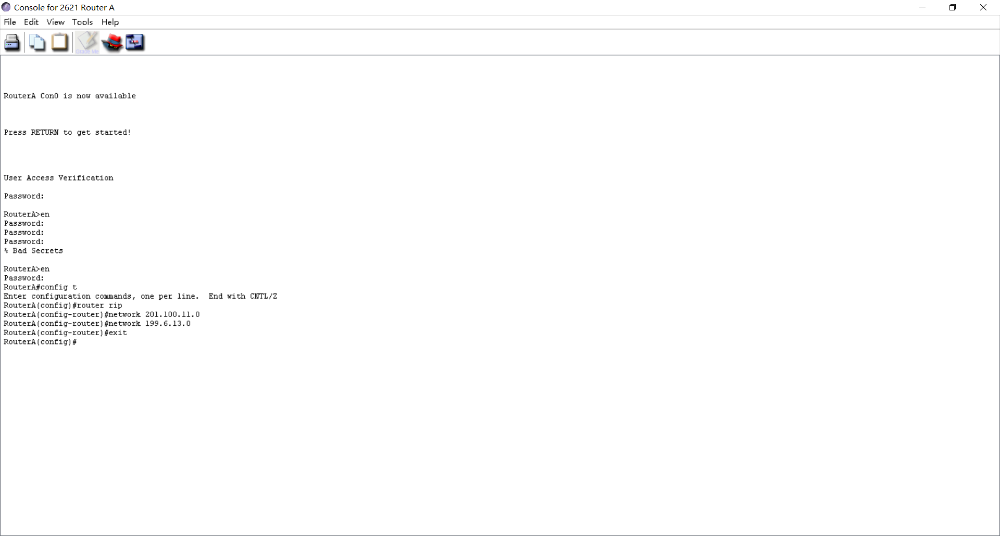 Console for 2621 Router A
File Edit View Tools Help
Grade Me
RouterA Con0 is now available
Press RETURN to get started!
User Access Verification
Password:
RouterA>en
Password:
Password:
Password:
% Bad Secrets
RouterA>en
Password:
RouterA#config t
Enter configuration commands, one per line.  End with CNTL/Z
RouterA(config)#router rip
RouterA(config-router)#network 201.100.11.0
RouterA(config-router)#network 199.6.13.0
RouterA(config-router)#exit
RouterA(config)#